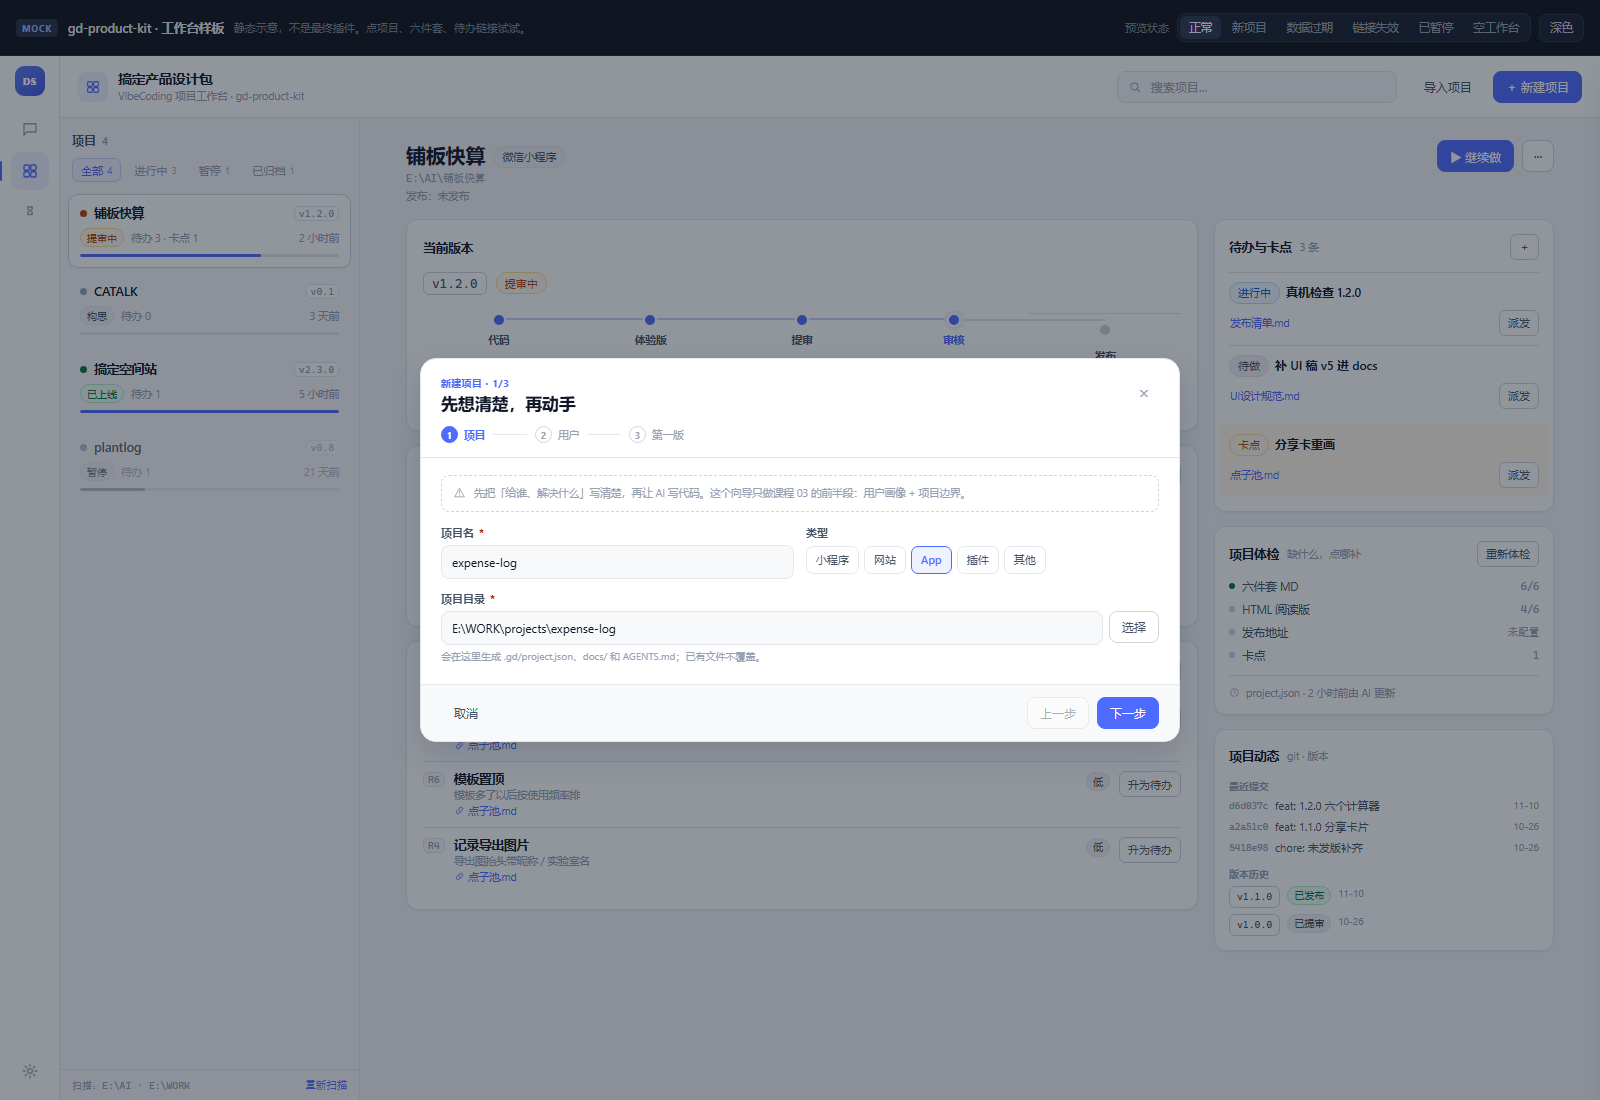 MOCK gd-product-kit · 工作台样板 静态示意，不是最终插件。点项目、六件套、待办链接试试。
预览状态 正常 新项目 数据过期 链接失效 已暂停 空工作台 深色
DS
搞定产品设计包
VibeCoding 项目工作台 · gd-product-kit
搜索项目...
导入项目
+ 新建项目
项目 4
全部 4 进行中 3 暂停 1 已归档 1
铺板快算 v1.2.0
提审中 待办 3 · 卡点 1 2 小时前
CATALK v0.1
构思 待办 0 3 天前
搞定空间站 v2.3.0
已上线 待办 1 5 小时前
plantlog v0.8
暂停 待办 1 21 天前
扫描: E:\AI · E:\WORK 重新扫描
铺板快算 微信小程序
E:\AI\铺板快算
发布：未发布
▶ 继续做 ...
当前版本
v1.2.0 提审中
代码 体验版 提审 审核 发布
新建项目 · 1/3
先想清楚，再动手
×
1 项目 2 用户 3 第一版
先把「给谁、解决什么」写清楚，再让 AI 写代码。这个向导只做课程 03 的前半段：用户画像 + 项目边界。
项目名 *
expense-log
类型
小程序 网站 App 插件 其他
项目目录 *
E:\WORK\projects\expense-log 选择
会在这里生成 .gd/project.json、docs/ 和 AGENTS.md；已有文件不覆盖。
取消 上一步 下一步
点子池.md
R6 模板置顶 低 升为待办
模板多了以后按使用频率排
点子池.md
R4 记录导出图片 低 升为待办
导出图抬头带昵称 / 实验室名
点子池.md
待办与卡点 3 条 +
进行中 真机检查 1.2.0
发布清单.md 派发
待做 补 UI 稿 v5 进 docs
UI设计规范.md 派发
卡点 分享卡重画
点子池.md 派发
项目体检 缺什么，点哪补 重新体检
六件套 MD 6/6
HTML 阅读版 4/6
发布地址 未配置
卡点 1
project.json · 2 小时前由 AI 更新
项目动态 git · 版本
最近提交
d6d037c feat: 1.2.0 六个计算器 11-10
a2a51c0 feat: 1.1.0 分享卡片 10-26
5418e98 chore: 未发版补齐 10-26
版本历史
v1.1.0 已发布 11-10
v1.0.0 已提审 10-26